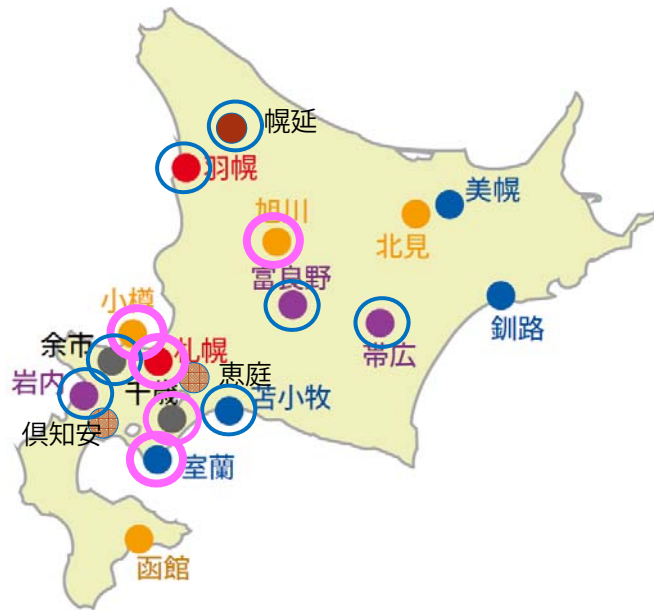 幌延
羽幌
旭川
美幌
北見
富良野
釧路
小樽
余市
札幌
帯広
岩内
恵庭
千歳
苫小牧
倶知安
室蘭
函館